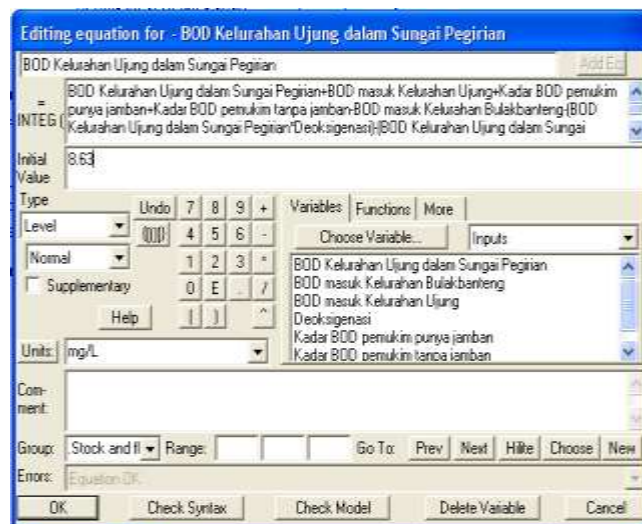 Editing equation for - BOD Kelurahan Ujung dalam Sungai Pegirian
BOD Kelurahan Ujung dalam Sungai Pegirian
Add Eq
= INTEG (
BOD Kelurahan Ujung dalam Sungai Pegirian+BOD masuk Kelurahan Ujung+Kadar BOD pemukim
punya jamban+Kadar BOD pemukim tanpa jamban-BOD masuk Kelurahan Bulakbanteng-(BOD
Kelurahan Ujung dalam Sungai Pegirian*Deoksigenasi)-(BOD Kelurahan Ujung dalam Sungai
Initial Value
8.63
Type
Level
Normal
Supplementary
Help
Undo 7 8 9 +
{[()]} 4 5 6 -
1 2 3 *
0 E . /
( ) ^
Variables Functions More
Choose Variable... Inputs
BOD Kelurahan Ujung dalam Sungai Pegirian
BOD masuk Kelurahan Bulakbanteng
BOD masuk Kelurahan Ujung
Deoksigenasi
Kadar BOD pemukim punya jamban
Kadar BOD pemukim tanpa jamban
Units: mg/L
Com-
ment:
Group: .Stock and fl Range: Go To: Prev Next Hilite Choose New
Errors: Equation OK
OK Check Syntax Check Model Delete Variable Cancel